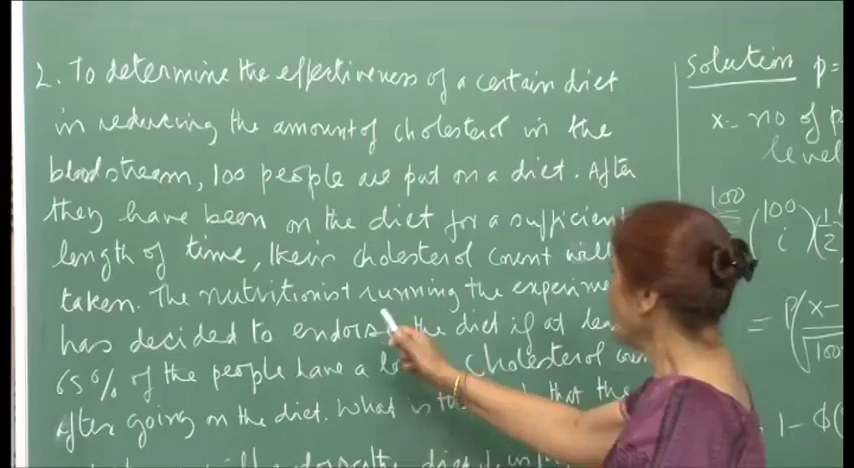 2. To determine the effectiveness of a certain diet
in reducing the amount of cholesterol in the
bloodstream, 100 people are put on a diet. After
they have been on the diet for a sufficient
length of time, their cholesterol count will
taken. The nutritionist running the experime
has decided to endorse the diet if at lea
65% of the people have a lo cholesterol coun
after going on the diet. What is the that the
diet
Solution p=
x= no of p
level
100
(100 i) (1/2
= P( x-
√100
1- Φ(